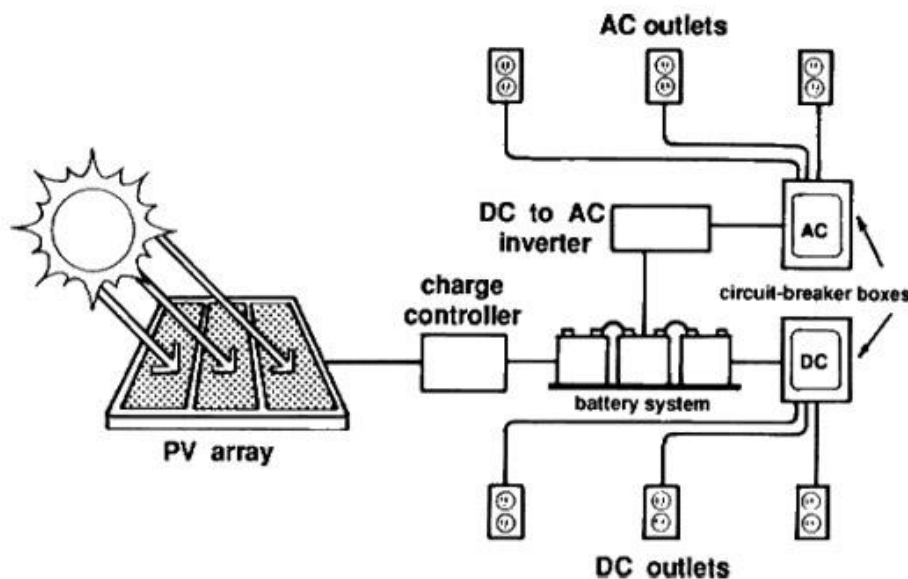 AC outlets
DC to AC
inverter
AC
circuit-breaker boxes
charge
controller
DC
battery system
PV array
DC outlets